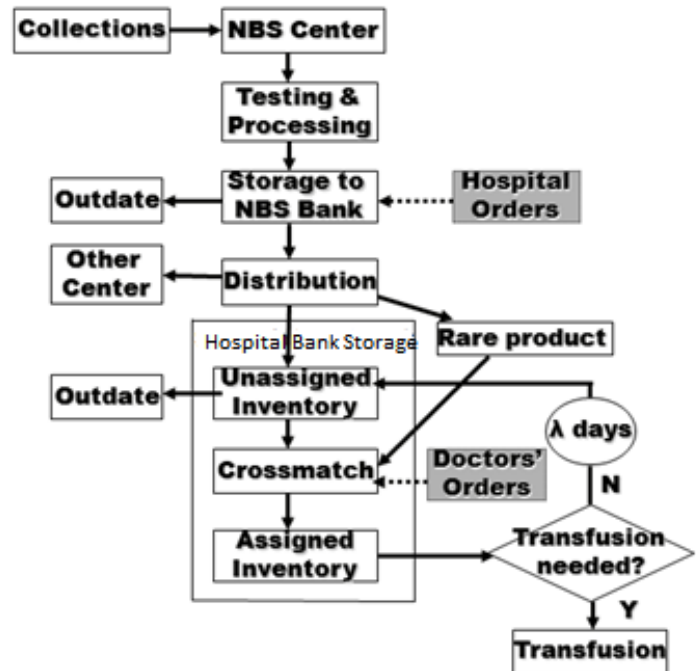 Collections
NBS Center
Testing &
Processing
Storage to
NBS Bank
Hospital
Orders
Outdate
Other
Center
Distribution
Rare product
Hospital Bank Storage
Unassigned
Inventory
Outdate
λ days
Crossmatch
Doctors'
Orders
N
Assigned
Inventory
Transfusion
needed?
Y
Transfusion